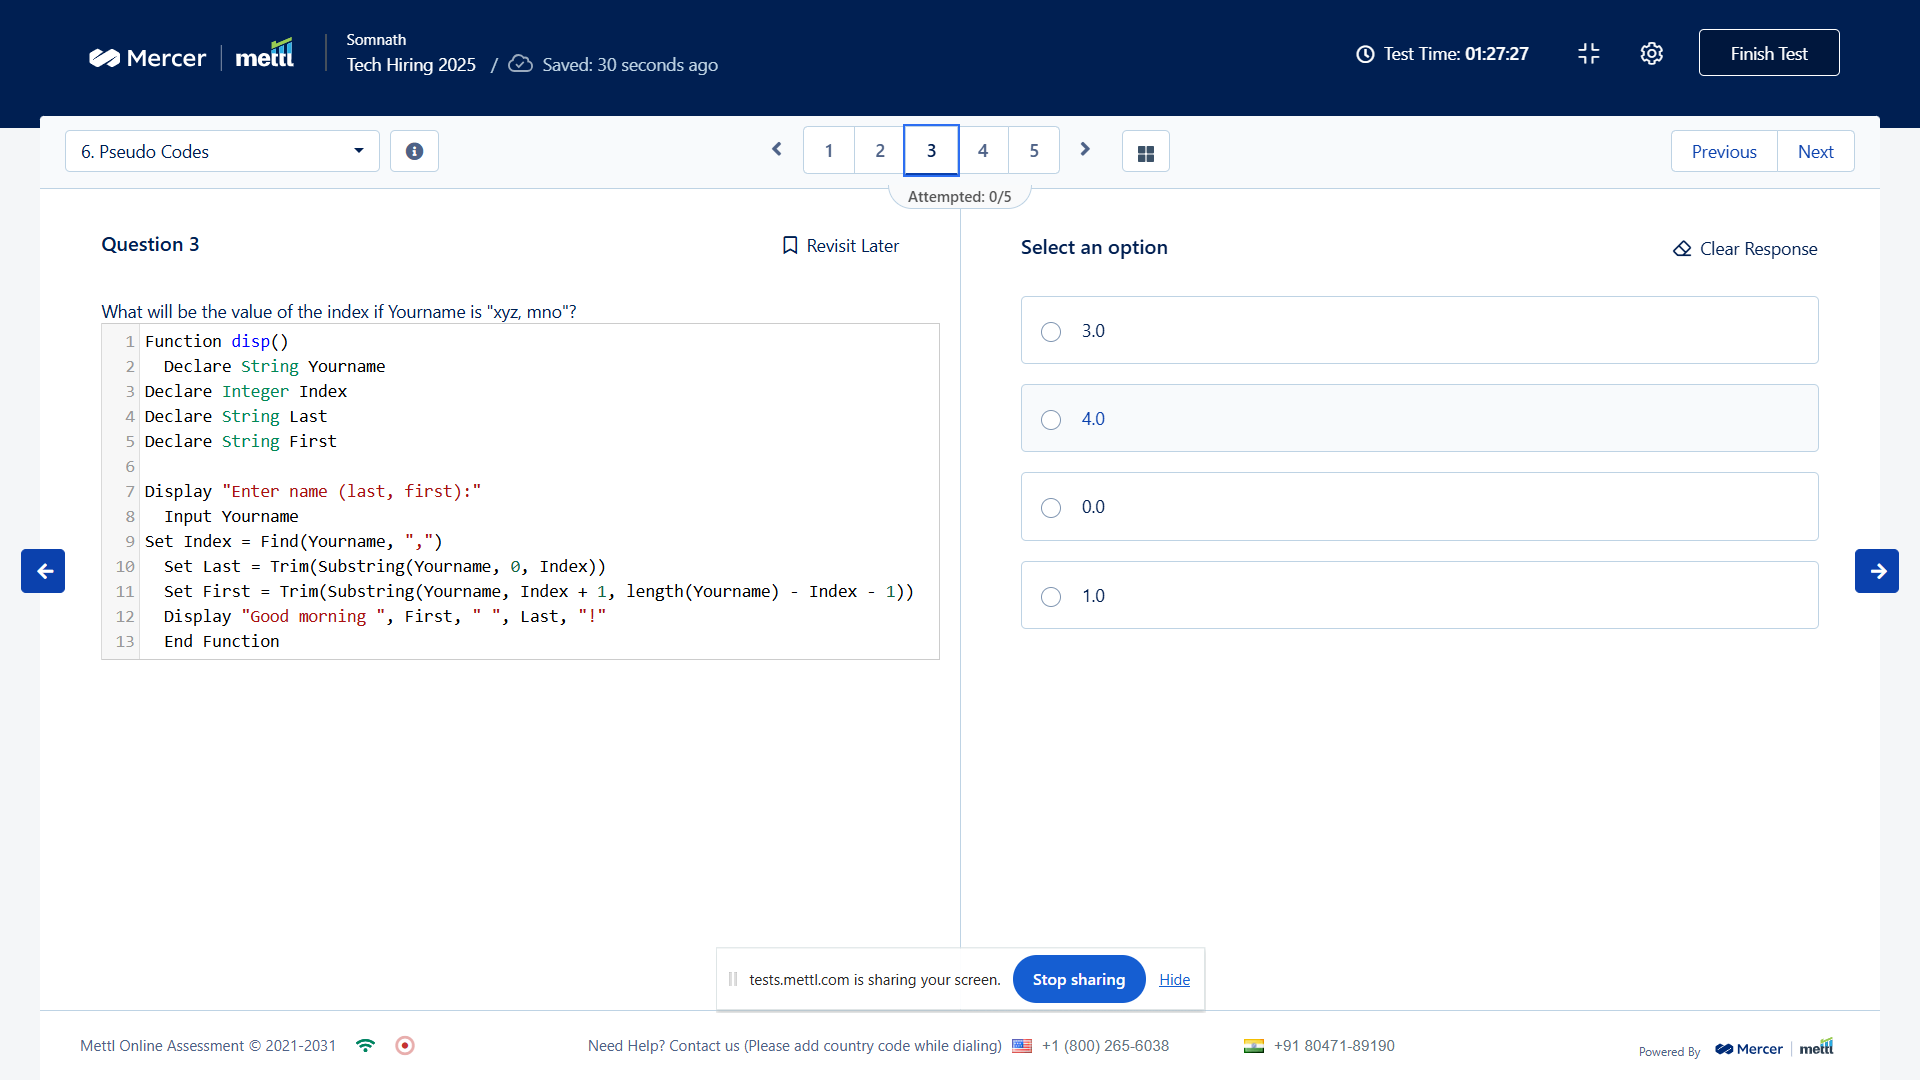 Mercer | mettl
Somnath
Tech Hiring 2025 / Saved: 30 seconds ago
Test Time: 01:27:27
Finish Test
6. Pseudo Codes
1 2 3 4 5
Previous Next
Attempted: 0/5
Question 3
Revisit Later
What will be the value of the index if Yourname is "xyz, mno"?
1 Function disp()
2 Declare String Yourname
3 Declare Integer Index
4 Declare String Last
5 Declare String First
6
7 Display "Enter name (last, first):"
8 Input Yourname
9 Set Index = Find(Yourname, ",")
10 Set Last = Trim(Substring(Yourname, 0, Index))
11 Set First = Trim(Substring(Yourname, Index + 1, length(Yourname) - Index - 1))
12 Display "Good morning ", First, " ", Last, "!"
13 End Function
Select an option
Clear Response
3.0
4.0
0.0
1.0
tests.mettl.com is sharing your screen.
Stop sharing
Hide
Mettl Online Assessment © 2021-2031
Need Help? Contact us (Please add country code while dialing) +1 (800) 265-6038
+91 80471-89190
Powered By Mercer | mettl